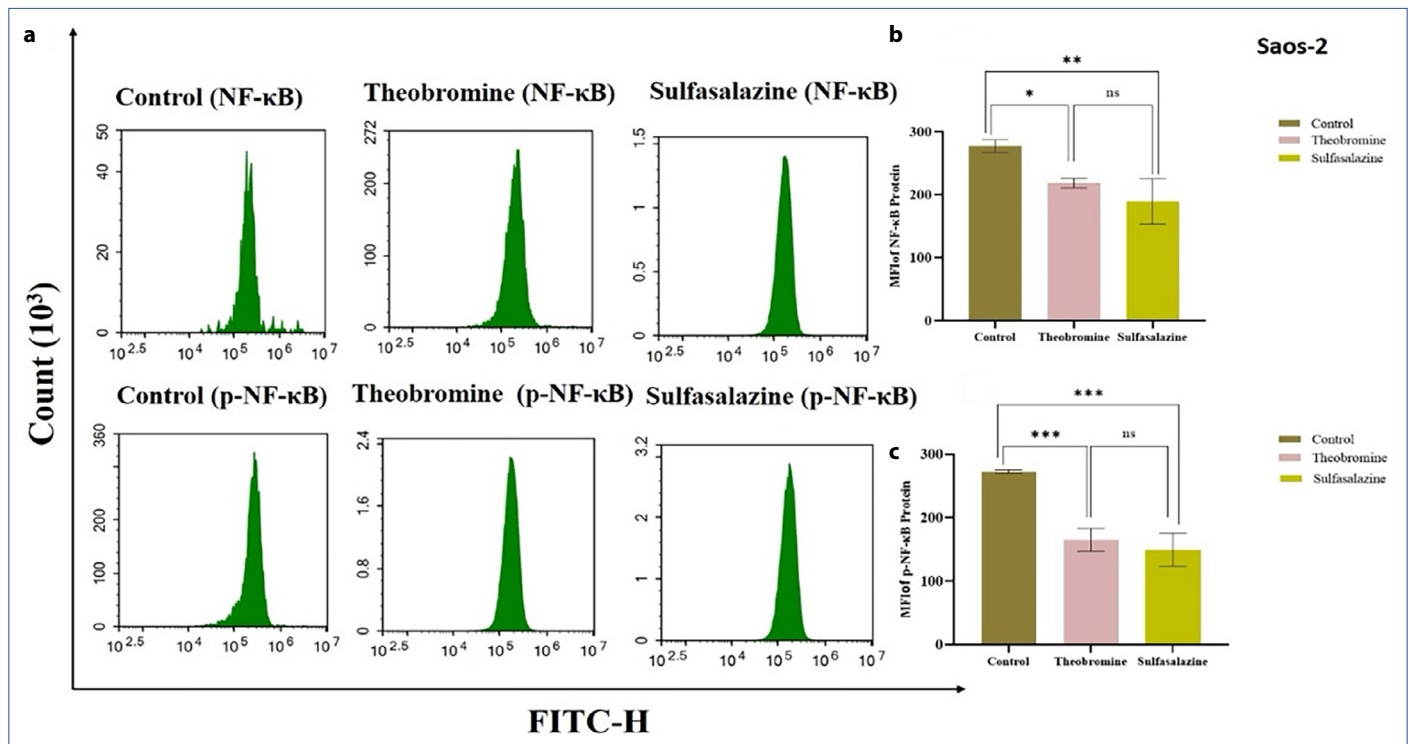 a
Control (NF-κB)
Theobromine (NF-κB)
Sulfasalazine (NF-κB)
50
40
20
0
10^2.5 10^4 10^5 10^6 10^7
272
200
100
0
10^2.5 10^4 10^5 10^6 10^7
1.5
1
0.5
0
10^2.5 10^4 10^5 10^6 10^7
Control (p-NF-κB)
Theobromine (p-NF-κB)
Sulfasalazine (p-NF-κB)
360
200
100
0
10^2.5 10^4 10^5 10^6 10^7
2.4
1.6
0.8
0
10^2.5 10^4 10^5 10^6 10^7
3.2
2
1
0
10^2.5 10^4 10^5 10^6 10^7
Count (10³)
FITC-H
b
Saos-2
**
*
ns
300
200
100
0
MFIof NF-κB Protein
Control Theobromine Sulfasalazine
Control
Theobromine
Sulfasalazine
c
***
***
ns
300
200
100
0
MFIof p-NF-κB Protein
Control Theobromine Sulfasalazine
Control
Theobromine
Sulfasalazine